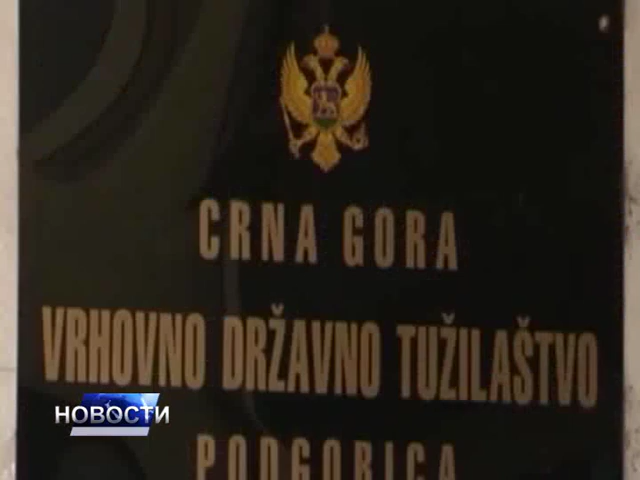 CRNA GORA
VRHOVNO DRŽAVNO TUŽILAŠTVO
PODGORICA
НОВОСТИ